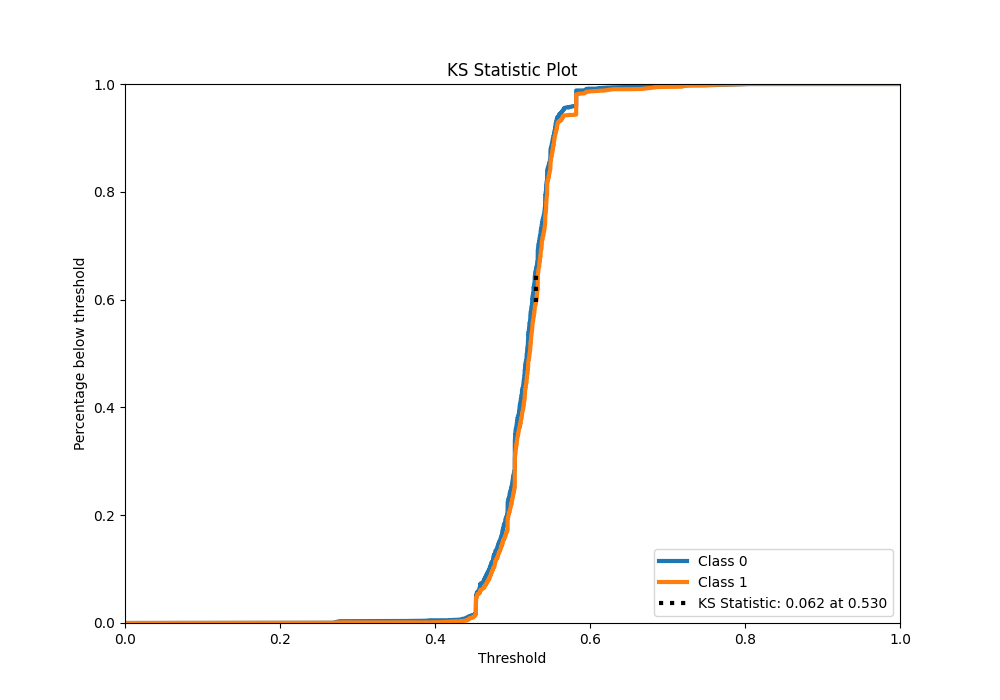 KS Statistic Plot
1.0
0.8
0.6
0.4
0.2
0.0
Percentage below threshold
Class 0
Class 1
KS Statistic: 0.062 at 0.530
0.0 0.2 0.4 0.6 0.8 1.0
Threshold